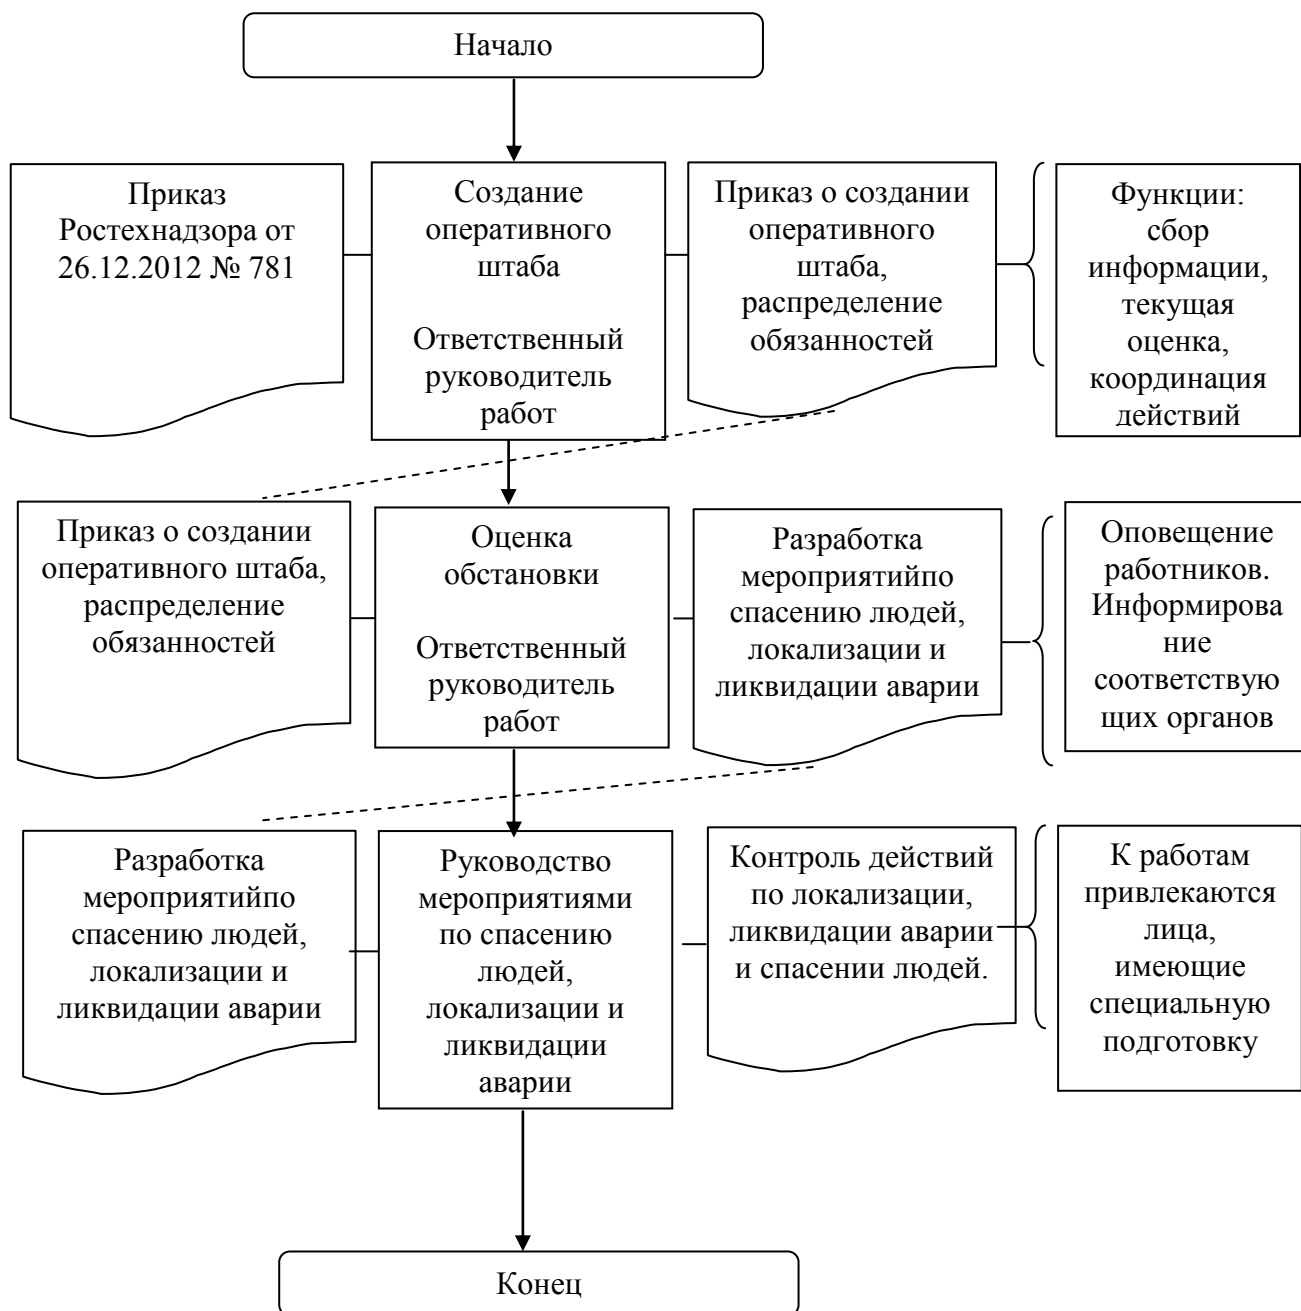 Начало
Приказ
Ростехнадзора от
26.12.2012 № 781
Создание
оперативного
штаба
Ответственный
руководитель
работ
Приказ о создании
оперативного
штаба,
распределение
обязанностей
Функции:
сбор
информации,
текущая
оценка,
координация
действий
Приказ о создании
оперативного штаба,
распределение
обязанностей
Оценка
обстановки
Ответственный
руководитель
работ
Разработка
мероприятийпо
спасению людей,
локализации и
ликвидации аварии
Оповещение
работников.
Информирова
ние
соответствую
щих органов
Разработка
мероприятийпо
спасению людей,
локализации и
ликвидации аварии
Руководство
мероприятиями
по спасению
людей,
локализации и
ликвидации
аварии
Контроль действий
по локализации,
ликвидации аварии
и спасении людей.
К работам
привлекаются
лица,
имеющие
специальную
подготовку
Конец